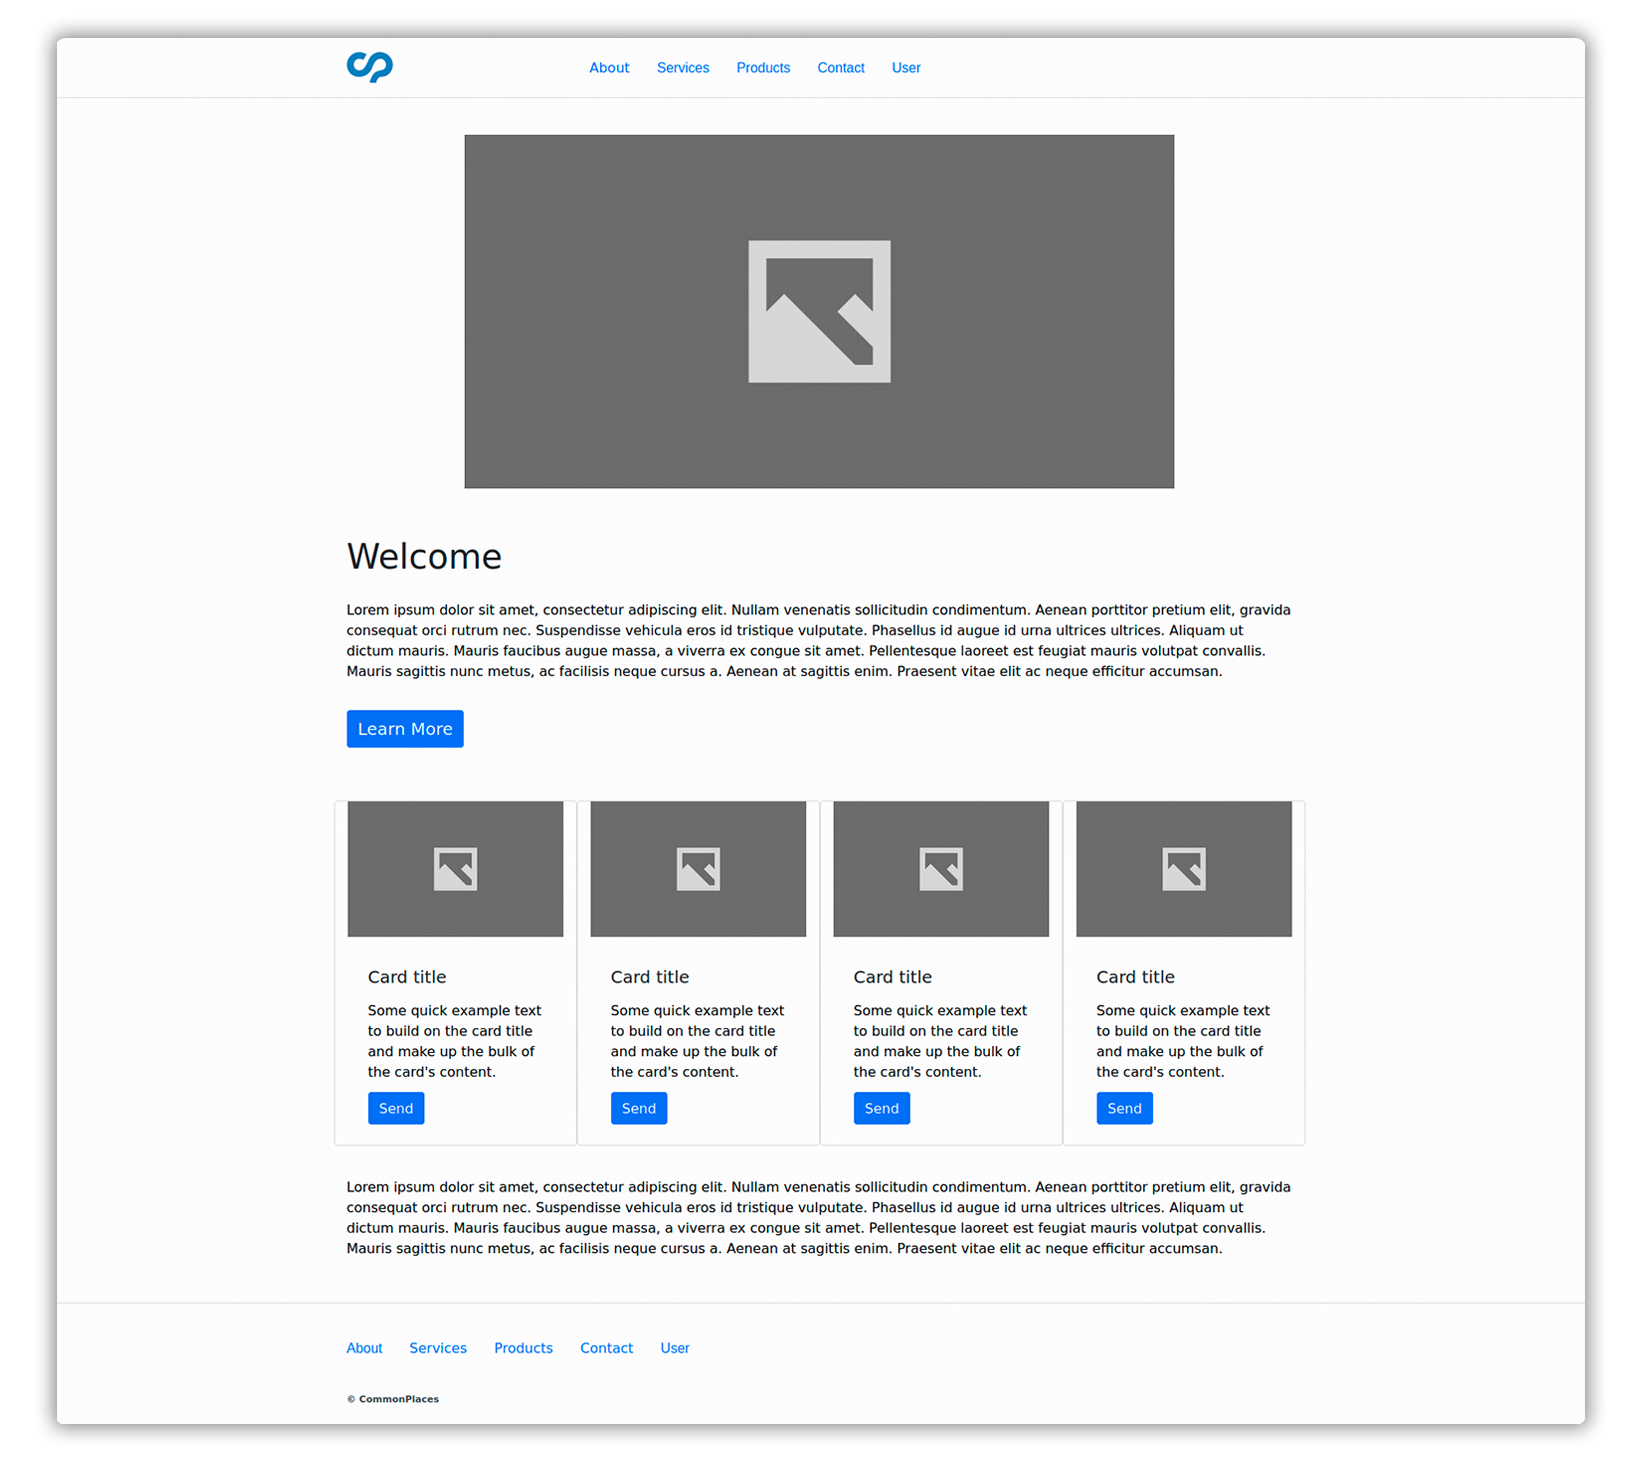 About Services Products Contact User
Welcome
Lorem ipsum dolor sit amet, consectetur adipiscing elit. Nullam venenatis sollicitudin condimentum. Aenean porttitor pretium elit, gravida
consequat orci rutrum nec. Suspendisse vehicula eros id tristique vulputate. Phasellus id augue id urna ultrices ultrices. Aliquam ut
dictum mauris. Mauris faucibus augue massa, a viverra ex congue sit amet. Pellentesque laoreet est feugiat mauris volutpat convallis.
Mauris sagittis nunc metus, ac facilisis neque cursus a. Aenean at sagittis enim. Praesent vitae elit ac neque efficitur accumsan.
Learn More
Card title
Some quick example text
to build on the card title
and make up the bulk of
the card's content.
Send
Card title
Some quick example text
to build on the card title
and make up the bulk of
the card's content.
Send
Card title
Some quick example text
to build on the card title
and make up the bulk of
the card's content.
Send
Card title
Some quick example text
to build on the card title
and make up the bulk of
the card's content.
Send
Lorem ipsum dolor sit amet, consectetur adipiscing elit. Nullam venenatis sollicitudin condimentum. Aenean porttitor pretium elit, gravida
consequat orci rutrum nec. Suspendisse vehicula eros id tristique vulputate. Phasellus id augue id urna ultrices ultrices. Aliquam ut
dictum mauris. Mauris faucibus augue massa, a viverra ex congue sit amet. Pellentesque laoreet est feugiat mauris volutpat convallis.
Mauris sagittis nunc metus, ac facilisis neque cursus a. Aenean at sagittis enim. Praesent vitae elit ac neque efficitur accumsan.
About Services Products Contact User
© CommonPlaces